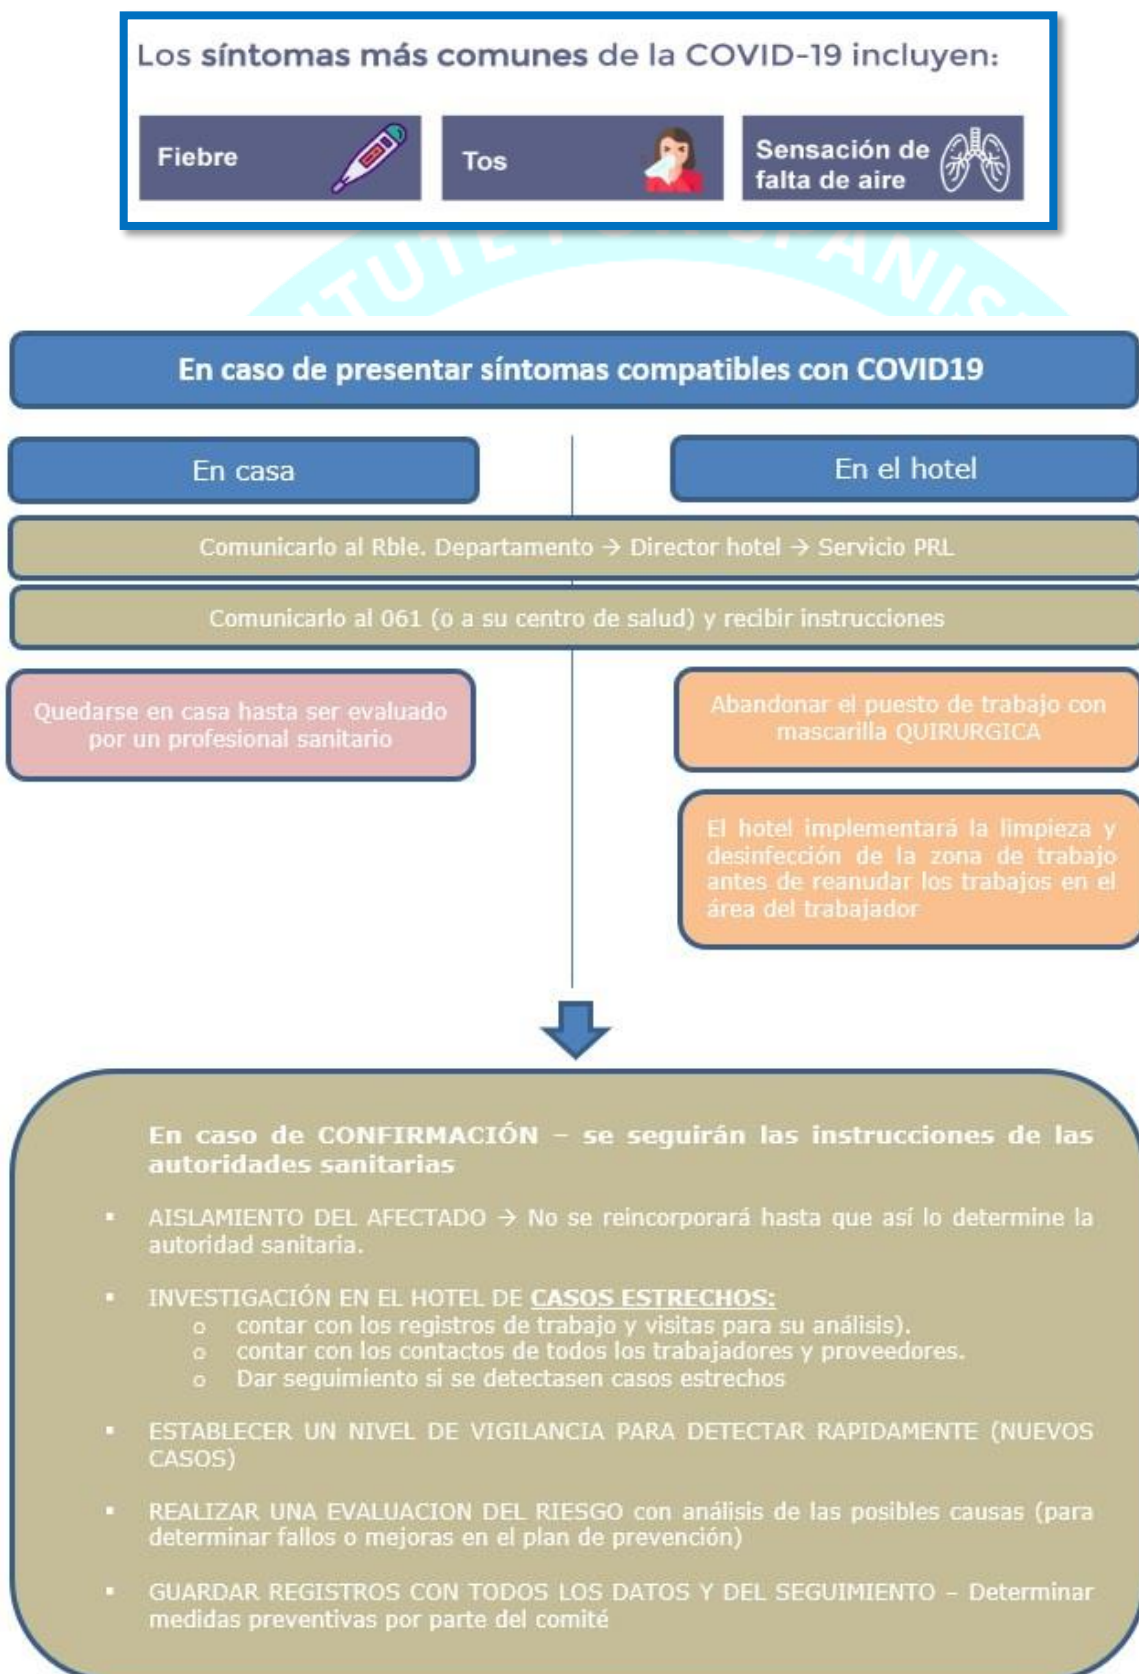 Los síntomas más comunes de la COVID-19 incluyen:
Fiebre
Tos
Sensación de
falta de aire
En caso de presentar síntomas compatibles con COVID19
En casa
En el hotel
Comunicarlo al Rble. Departamento → Director hotel → Servicio PRL
Comunicarlo al 061 (o a su centro de salud) y recibir instrucciones
Quedarse en casa hasta ser evaluado
por un profesional sanitario
Abandonar el puesto de trabajo con
mascarilla QUIRURGICA
El hotel implementará la limpieza y
desinfección de la zona de trabajo
antes de reanudar los trabajos en el
área del trabajador
En caso de CONFIRMACIÓN – se seguirán las instrucciones de las
autoridades sanitarias
▪ AISLAMIENTO DEL AFECTADO → No se reincorporará hasta que así lo determine la
autoridad sanitaria.
▪ INVESTIGACIÓN EN EL HOTEL DE CASOS ESTRECHOS:
o contar con los registros de trabajo y visitas para su análisis).
o contar con los contactos de todos los trabajadores y proveedores.
o Dar seguimiento si se detectasen casos estrechos
▪ ESTABLECER UN NIVEL DE VIGILANCIA PARA DETECTAR RAPIDAMENTE (NUEVOS
CASOS)
▪ REALIZAR UNA EVALUACION DEL RIESGO con análisis de las posibles causas (para
determinar fallos o mejoras en el plan de prevención)
▪ GUARDAR REGISTROS CON TODOS LOS DATOS Y DEL SEGUIMIENTO – Determinar
medidas preventivas por parte del comité